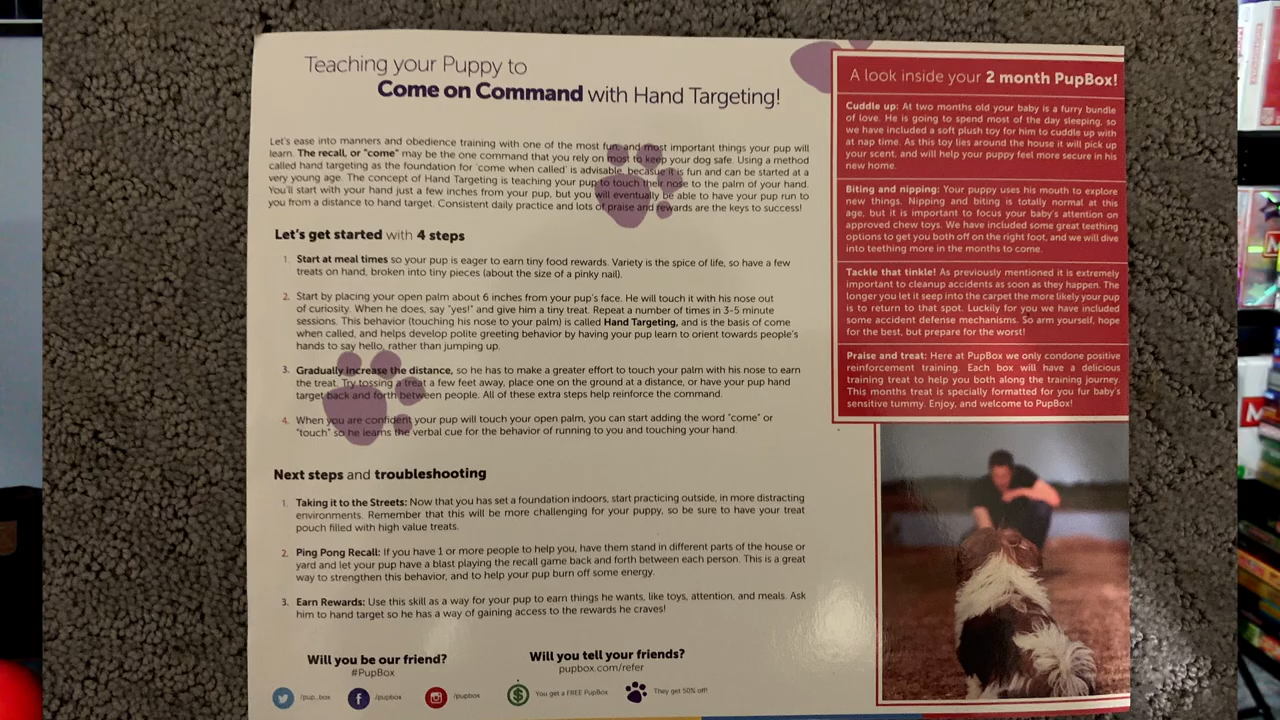 Teaching your Puppy to
Come on Command with Hand Targeting!
Let's ease into manners and obedience training with one of the most fun, and most important things your pup will
learn. The recall, or "come" may be the one command that you rely on most to keep your dog safe. Using a method
called hand targeting as the foundation for 'come when called' is advisable, becasue it is fun and can be started at a
very young age. The concept of Hand Targeting is teaching your pup to touch their nose to the palm of your hand.
You'll start with your hand just a few inches from your pup, but you will eventually be able to have your pup run to
you from a distance to hand target. Consistent daily practice and lots of praise and rewards are the keys to success!
Let's get started with 4 steps
1. Start at meal times so your pup is eager to earn tiny food rewards. Variety is the spice of life, so have a few
treats on hand, broken into tiny pieces (about the size of a pinky nail).
2. Start by placing your open palm about 6 inches from your pup's face. He will touch it with his nose out
of curiosity. When he does, say "yes!" and give him a tiny treat. Repeat a number of times in 3-5 minute
sessions. This behavior (touching his nose to your palm) is called Hand Targeting, and is the basis of come
when called, and helps develop polite greeting behavior by having your pup learn to orient towards people's
hands to say hello, rather than jumping up.
3. Gradually increase the distance, so he has to make a greater effort to touch your palm with his nose to earn
the treat. Try tossing a treat a few feet away, place one on the ground at a distance, or have your pup hand
target back and forth between people. All of these extra steps help reinforce the command.
4. When you are confident your pup will touch your open palm, you can start adding the word "come" or
"touch" so he learns the verbal cue for the behavior of running to you and touching your hand.
Next steps and troubleshooting
1. Taking it to the Streets: Now that you has set a foundation indoors, start practicing outside, in more distracting
environments. Remember that this will be more challenging for your puppy, so be sure to have your treat
pouch filled with high value treats.
2. Ping Pong Recall: If you have 1 or more people to help you, have them stand in different parts of the house or
yard and let your pup have a blast playing the recall game back and forth between each person. This is a great
way to strengthen this behavior, and to help your pup burn off some energy.
3. Earn Rewards: Use this skill as a way for your pup to earn things he wants, like toys, attention, and meals. Ask
him to hand target so he has a way of gaining access to the rewards he craves!
Will you be our friend?
#PupBox
/pup_box /pupbox /pupbox
Will you tell your friends?
pupbox.com/refer
You get a FREE PupBox They get 50% off!
A look inside your 2 month PupBox!
Cuddle up: At two months old your baby is a furry bundle
of love. He is going to spend most of the day sleeping, so
we have included a soft plush toy for him to cuddle up with
at nap time. As this toy lies around the house it will pick up
your scent, and will help your puppy feel more secure in his
new home.
Biting and nipping: Your puppy uses his mouth to explore
new things. Nipping and biting is totally normal at this
age, but it is important to focus your baby's attention on
approved chew toys. We have included some great teething
options to get you both off on the right foot, and we will dive
into teething more in the months to come.
Tackle that tinkle! As previously mentioned it is extremely
important to cleanup accidents as soon as they happen. The
longer you let it seep into the carpet the more likely your pup
is to return to that spot. Luckily for you we have included
some accident defense mechanisms. So arm yourself, hope
for the best, but prepare for the worst!
Praise and treat: Here at PupBox we only condone positive
reinforcement training. Each box will have a delicious
training treat to help you both along the training journey.
This months treat is specially formatted for you fur baby's
sensitive tummy. Enjoy, and welcome to PupBox!